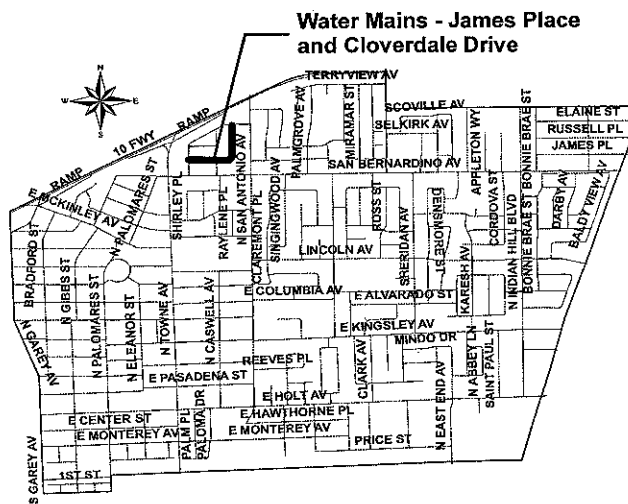 Water Mains - James Place
and Cloverdale Drive
N
W
E
S
TERRYVIEW AV
SCOVILLE AV
SELKIRK AV
ELAINE ST
RUSSELL PL
JAMES PL
10 FWY
RAMP
RAMP
PALMGROVE AV
MIRAMAR ST
APPLETON WY
BONNIE BRAE ST
SAN BERNARDINO AV
E MCKINLEY AV
N PALOMARES ST
SHIRLEY PL
RAYLENE PL
N SAN ANTONIO AV
CLAREMONT PL
SINGINGWOOD AV
ROSS ST
SHERIDAN AV
DENSMORE ST
CORDOVA ST
N INDIAN HILL BLVD
BONNIE BRAE ST
DARBY AV
BALDY VIEW AV
LINCOLN AV
BRADFORD ST
N GIBBS ST
N PALOMARES ST
N ELEANOR ST
N TOWNE AV
N CASWELL AV
E COLUMBIA AV
E ALVARADO ST
KARESH AV
E KINGSLEY AV
MINDO DR
N GAREY AV
REEVES PL
CLARK AV
N ABBEY LN
SAINT PAUL ST
E PASADENA ST
E HOLT AV
N EAST END AV
PALM PL
PALOMA DR
E CENTER ST
E HAWTHORNE PL
E MONTEREY AV
E MONTEREY AV
PRICE ST
S GAREY AV
1ST ST